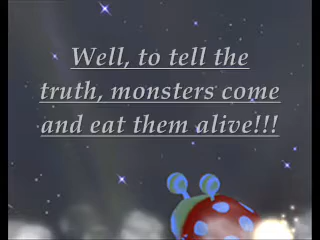 Well, to tell the
truth, monsters come
and eat them alive!!!